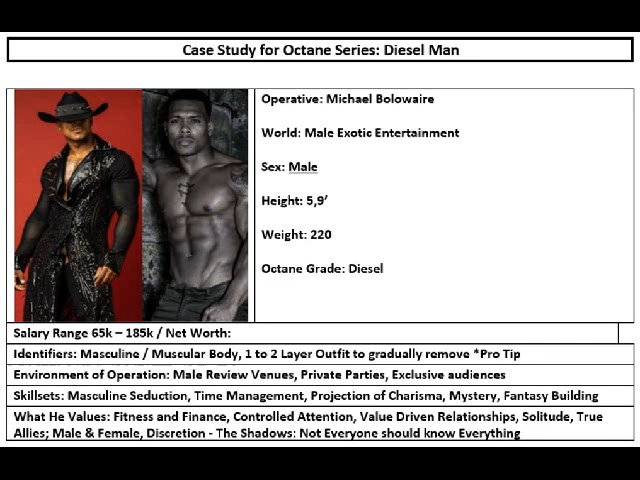 Case Study for Octane Series: Diesel Man
Operative: Michael Bolowaire
World: Male Exotic Entertainment
Sex: Male
Height: 5,9’
Weight: 220
Octane Grade: Diesel
Salary Range 65k – 185k / Net Worth:
Identifiers: Masculine / Muscular Body, 1 to 2 Layer Outfit to gradually remove *Pro Tip
Environment of Operation: Male Review Venues, Private Parties, Exclusive audiences
Skillsets: Masculine Seduction, Time Management, Projection of Charisma, Mystery, Fantasy Building
What He Values: Fitness and Finance, Controlled Attention, Value Driven Relationships, Solitude, True
Allies; Male & Female, Discretion - The Shadows: Not Everyone should know Everything